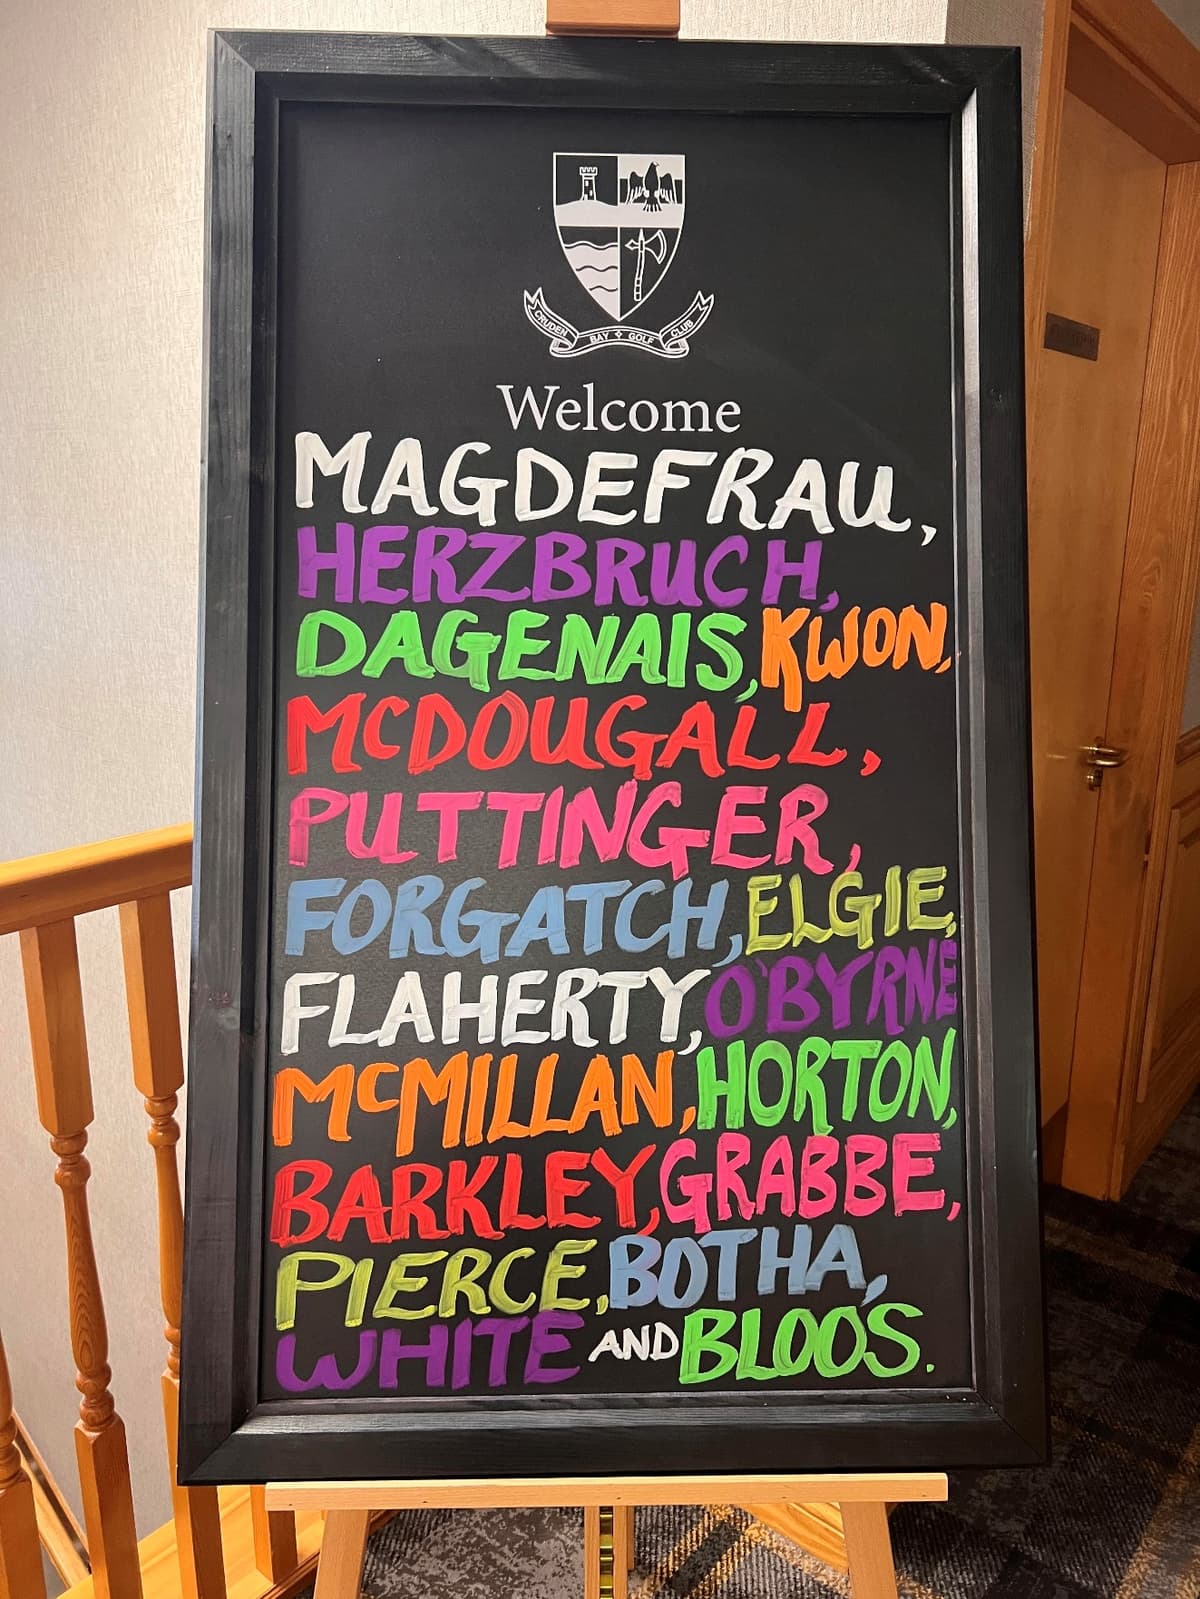 CRUDEN BAY GOLF CLUB
Welcome
MAGDEFRAU,
HERZBRUCH,
DAGENAIS, KWON,
McDOUGALL,
PUTTINGER,
FORGATCH, ELGIE,
FLAHERTY, O'BYRNE
McMILLAN, HORTON,
BARKLEY, GRABBE,
PIERCE, BOTHA,
WHITE AND BLOOS.